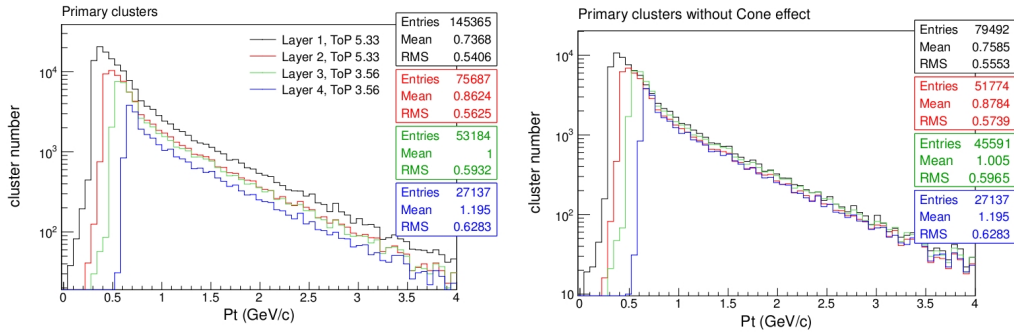 Primary clusters
Entries 145365
Mean 0.7368
RMS 0.5406
Layer 1, ToP 5.33
Layer 2, ToP 5.33
Layer 3, ToP 3.56
Layer 4, ToP 3.56
Entries 75687
Mean 0.8624
RMS 0.5625
Entries 53184
Mean 1
RMS 0.5932
Entries 27137
Mean 1.195
RMS 0.6283
cluster number
10^4
10^3
10^2
0 0.5 1 1.5 2 2.5 3 3.5 4
Pt (GeV/c)
Primary clusters without Cone effect
Entries 79492
Mean 0.7585
RMS 0.5553
Entries 51774
Mean 0.8784
RMS 0.5739
Entries 45591
Mean 1.005
RMS 0.5965
Entries 27137
Mean 1.195
RMS 0.6283
cluster number
10^4
10^3
10^2
10
0 0.5 1 1.5 2 2.5 3 3.5 4
Pt (GeV/c)